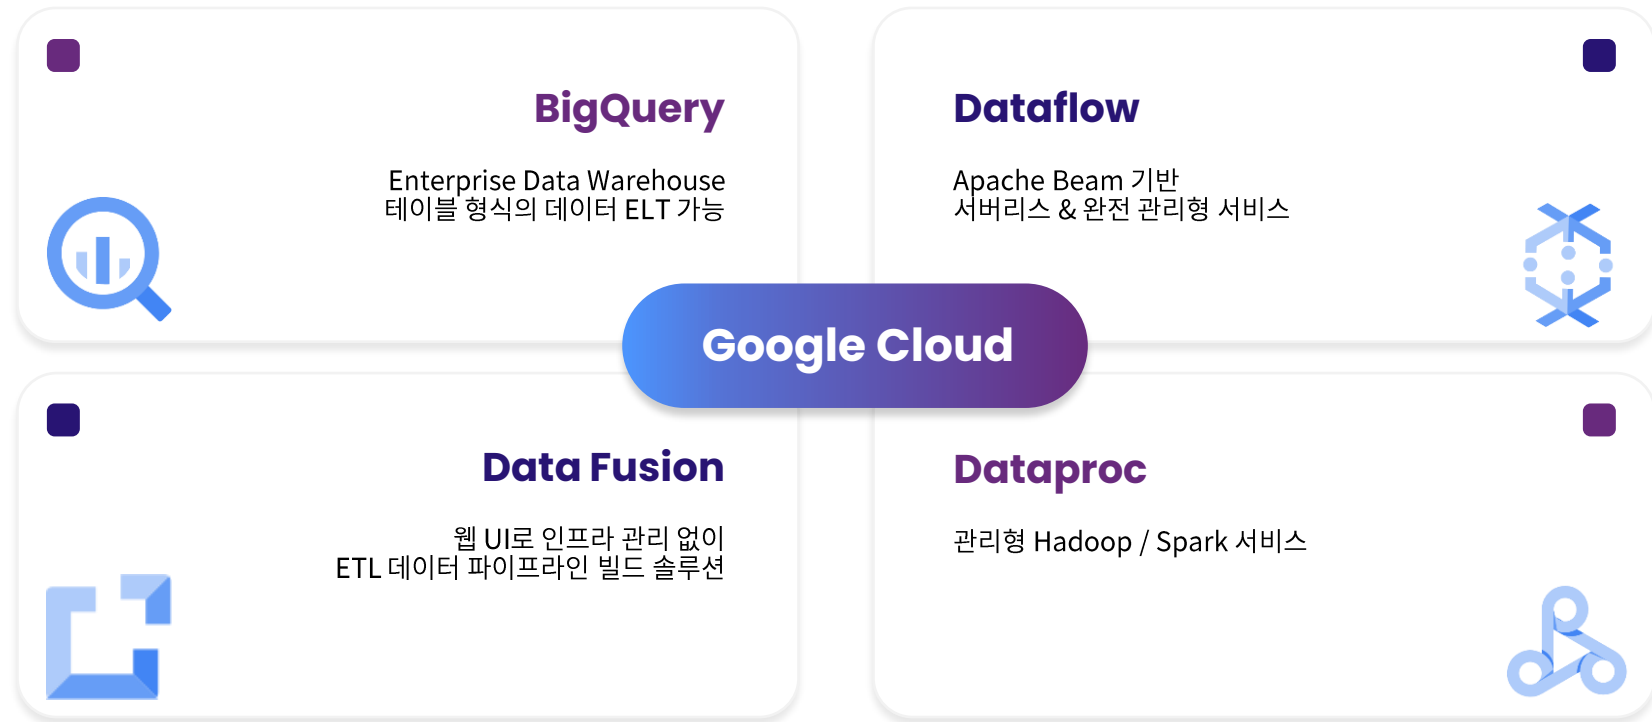 BigQuery
Enterprise Data Warehouse
테이블 형식의 데이터 ELT 가능
Dataflow
Apache Beam 기반
서버리스 & 완전 관리형 서비스
Google Cloud
Data Fusion
웹 UI로 인프라 관리 없이
ETL 데이터 파이프라인 빌드 솔루션
Dataproc
관리형 Hadoop / Spark 서비스